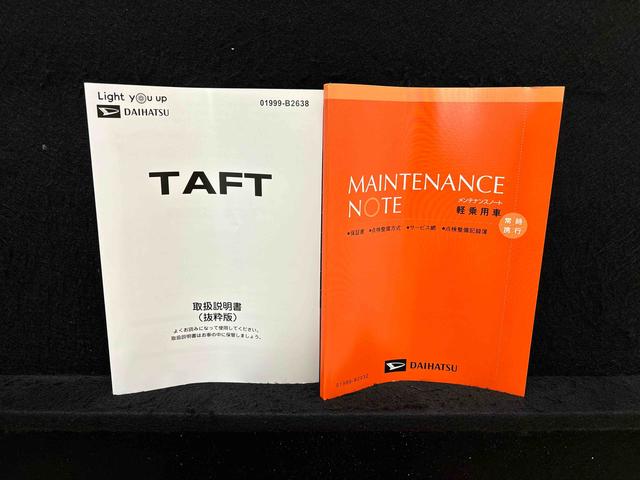 Light you up
DAIHATSU
01999-B2638
TAFT
取扱説明書
（抜粋版）
よくお読みになって使用してください。
取扱説明書はお車の中に保管しましょう。
MAINTENANCE
NOTE
メンテナンスノート
軽乗用車
常時
携行
●保証書 ●点検整備方式 ●サービス網 ●点検整備記録簿
DAIHATSU
01999-B2032